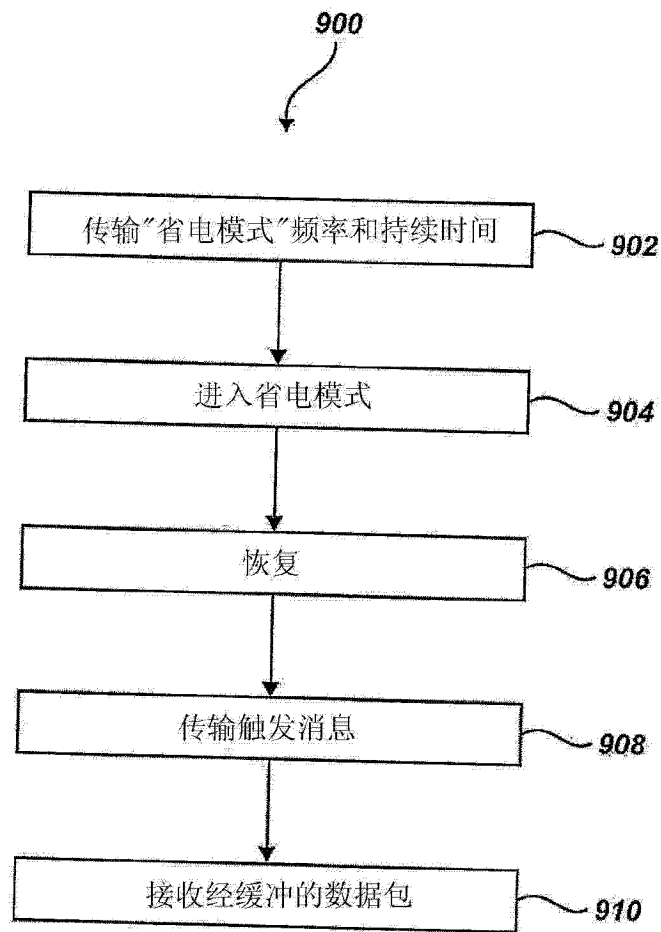 900
传输"省电模式"频率和持续时间
902
进入省电模式
904
恢复
906
传输触发消息
908
接收经缓冲的数据包
910